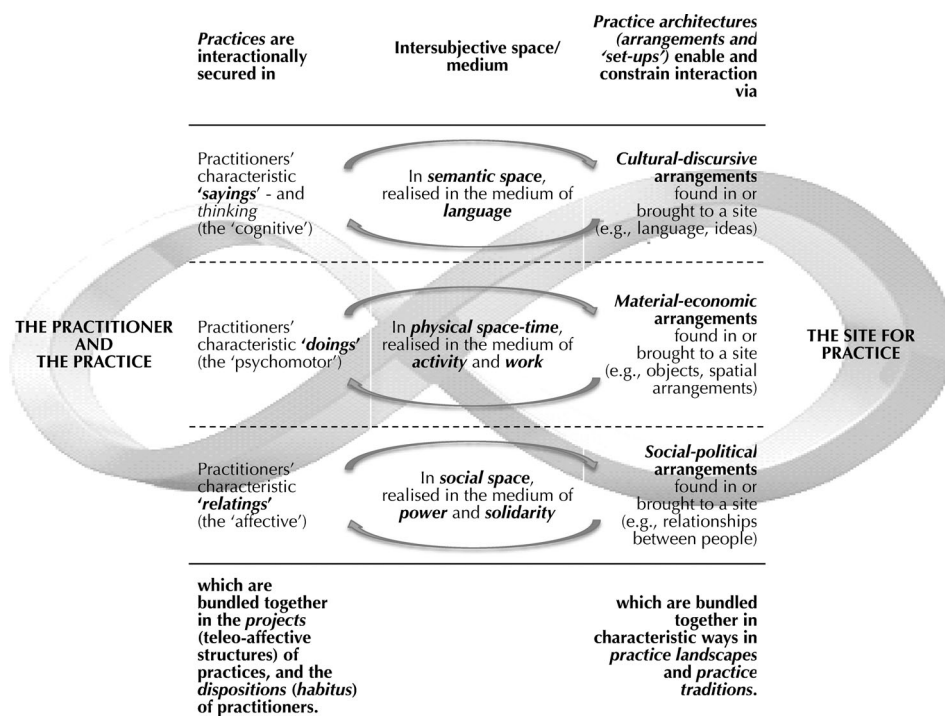 Practices are
interactionally
secured in
Intersubjective space/
medium
Practice architectures
(arrangements and
‘set-ups’) enable and
constrain interaction
via
Practitioners’
characteristic
‘sayings’ - and
thinking
(the ‘cognitive’)
In semantic space,
realised in the medium of
language
Cultural-discursive
arrangements
found in or
brought to a site
(e.g., language, ideas)
THE PRACTITIONER
AND
THE PRACTICE
Practitioners’
characteristic ‘doings’
(the ‘psychomotor’)
In physical space-time,
realised in the medium of
activity and work
Material-economic
arrangements
found in or
brought to a site
(e.g., objects, spatial
arrangements)
THE SITE FOR
PRACTICE
Practitioners’
characteristic
‘relatings’
(the ‘affective’)
In social space,
realised in the medium of
power and solidarity
Social-political
arrangements
found in or
brought to a site
(e.g., relationships
between people)
which are
bundled together
in the projects
(teleo-affective
structures) of
practices, and the
dispositions (habitus)
of practitioners.
which are bundled
together in
characteristic ways in
practice landscapes
and practice
traditions.